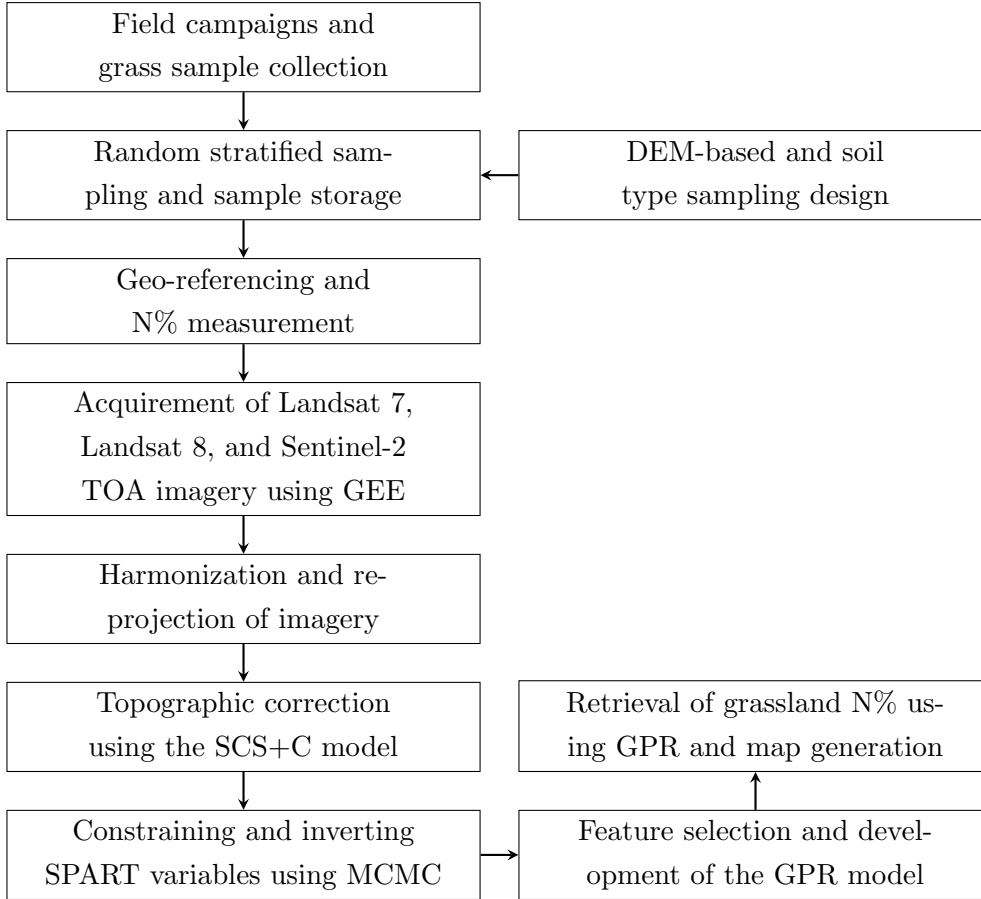 Field campaigns and
grass sample collection
Random stratified sam-
pling and sample storage
DEM-based and soil
type sampling design
Geo-referencing and
N% measurement
Acquirement of Landsat 7,
Landsat 8, and Sentinel-2
TOA imagery using GEE
Harmonization and re-
projection of imagery
Topographic correction
using the SCS+C model
Retrieval of grassland N% us-
ing GPR and map generation
Constraining and inverting
SPART variables using MCMC
Feature selection and devel-
opment of the GPR model